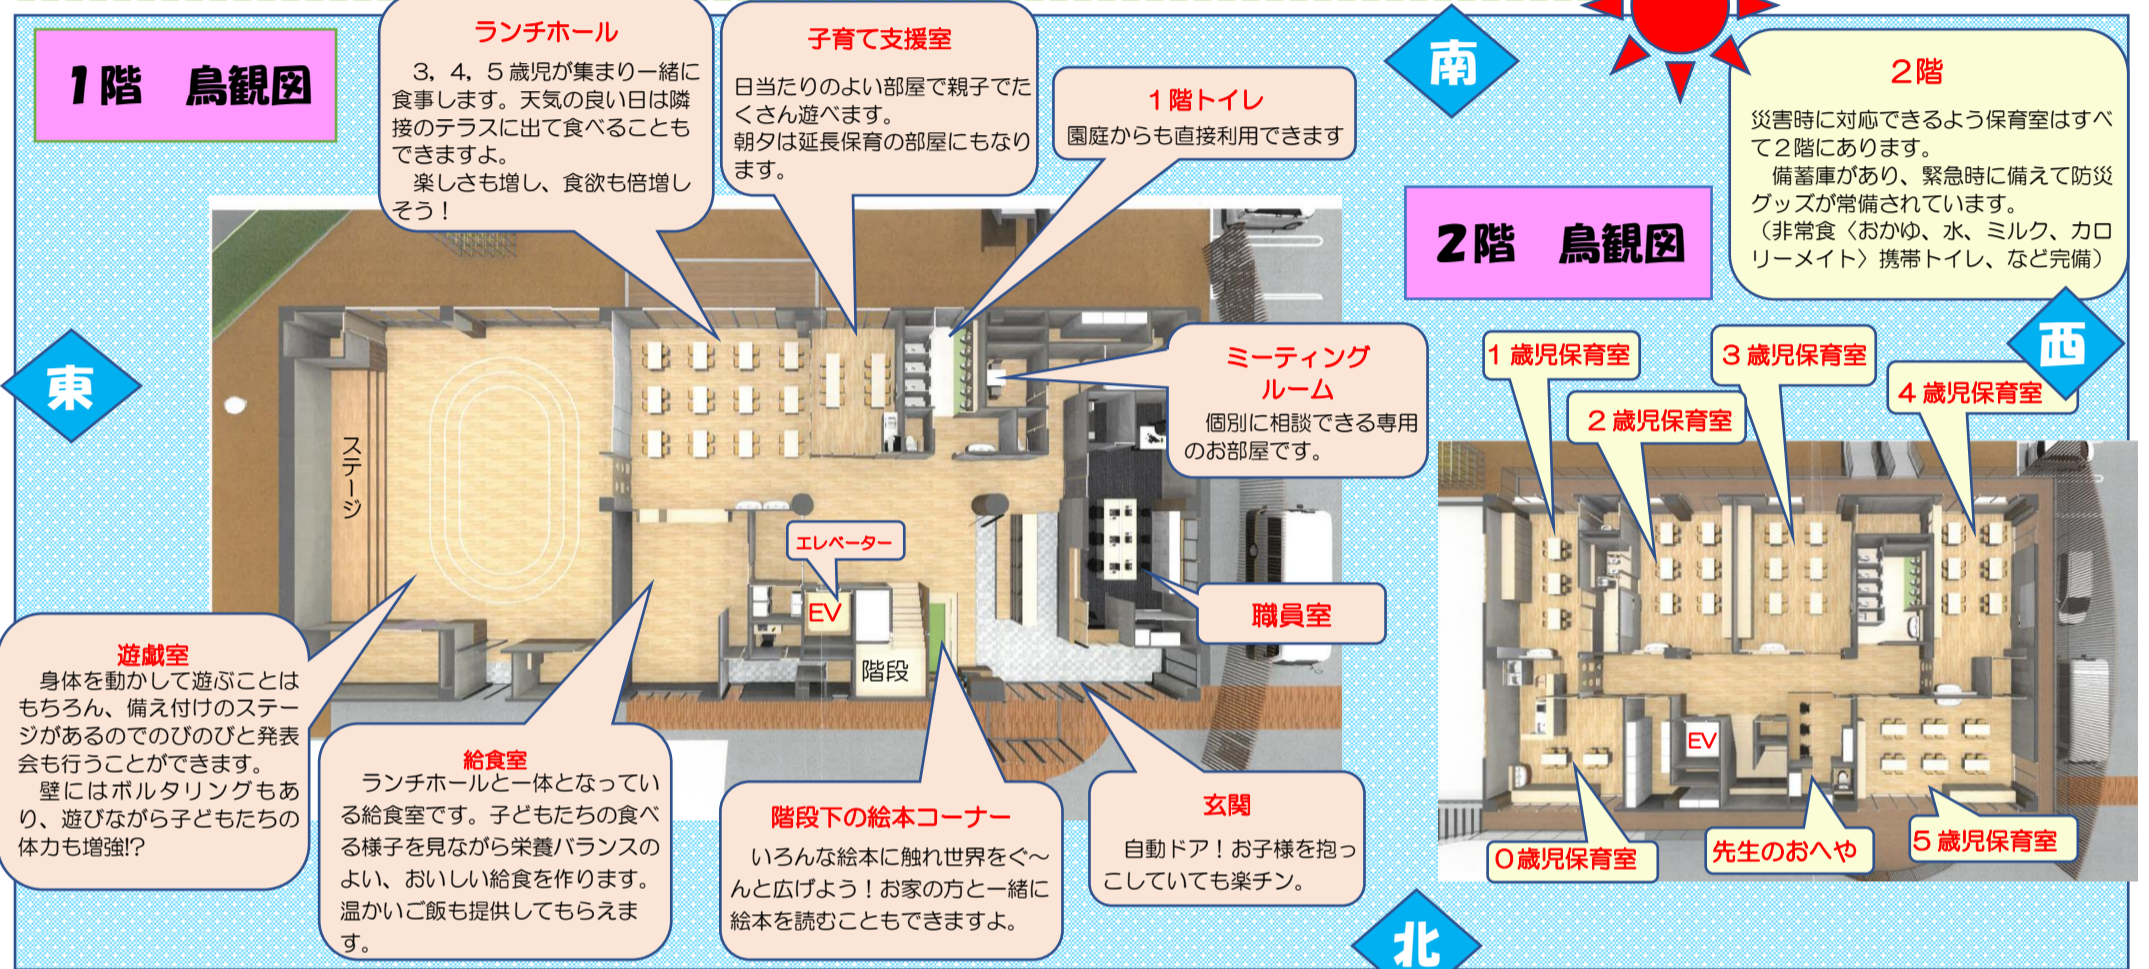 1階 鳥観図
ランチホール
3，4，5歳児が集まり一緒に
食事します。天気の良い日は隣
接のテラスに出て食べることも
できますよ。
楽しさも増し、食欲も倍増し
そう！
子育て支援室
日当たりのよい部屋で親子でた
くさん遊べます。
朝夕は延長保育の部屋にもなり
ます。
1階トイレ
園庭からも直接利用できます
南
2階
災害時に対応できるよう保育室はすべ
て2階にあります。
備蓄庫があり、緊急時に備えて防災
グッズが常備されています。
（非常食〈おかゆ、水、ミルク、カロ
リーメイト〉携帯トイレ、など完備）
2階 鳥観図
東
西
ミーティング
ルーム
個別に相談できる専用
のお部屋です。
1歳児保育室
2歳児保育室
3歳児保育室
4歳児保育室
ステージ
エレベーター
EV
階段
職員室
EV
遊戯室
身体を動かして遊ぶことは
もちろん、備え付けのステー
ジがあるのでのびのびと発表
会も行うことができます。
壁にはボルタリングもあ
り、遊びながら子どもたちの
体力も増強!?
給食室
ランチホールと一体となってい
る給食室です。子どもたちの食べ
る様子を見ながら栄養バランスの
よい、おいしい給食を作ります。
温かいご飯も提供してもらえま
す。
階段下の絵本コーナー
いろんな絵本に触れ世界をぐ～
んと広げよう！お家の方と一緒に
絵本を読むこともできますよ。
玄関
自動ドア！お子様を抱っ
こしていても楽チン。
0歳児保育室
先生のおへや
5歳児保育室
北